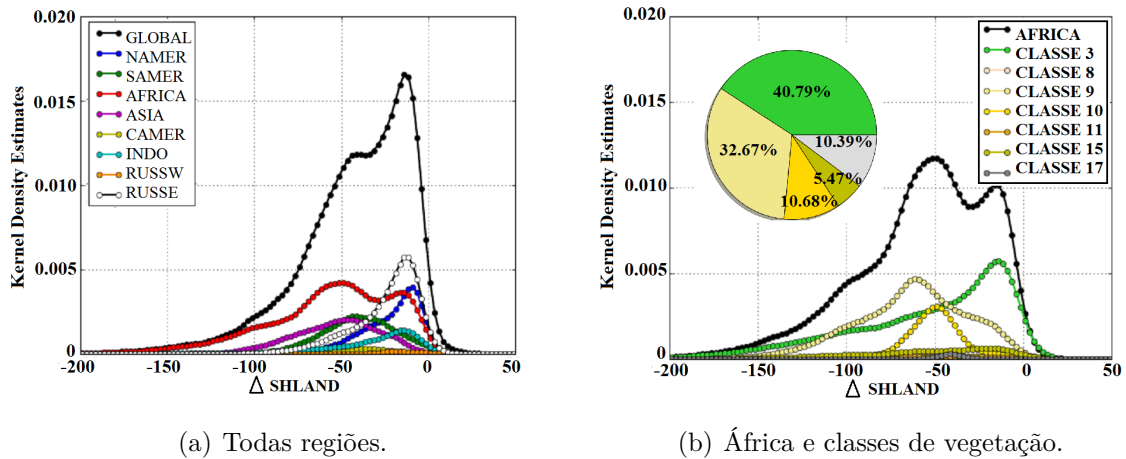 0.020
0.015
0.010
0.005
0
-200
-150
-100
-50
0
50
Kernel Density Estimates
Δ SHLAND
GLOBAL
NAMER
SAMER
AFRICA
ASIA
CAMER
INDO
RUSSW
RUSSE
(a) Todas regiões.
0.020
0.015
0.010
0.005
0
-200
-150
-100
-50
0
50
Kernel Density Estimates
Δ SHLAND
40.79%
32.67%
10.39%
5.47%
10.68%
AFRICA
CLASSE 3
CLASSE 8
CLASSE 9
CLASSE 10
CLASSE 11
CLASSE 15
CLASSE 17
(b) África e classes de vegetação.